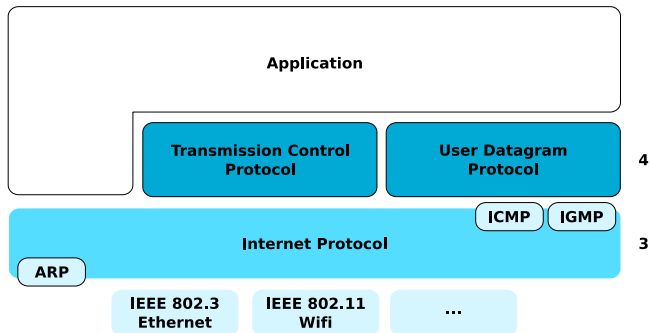 Application
Transmission Control
Protocol
User Datagram
Protocol
4
ICMP
IGMP
Internet Protocol
3
ARP
IEEE 802.3
Ethernet
IEEE 802.11
Wifi
...